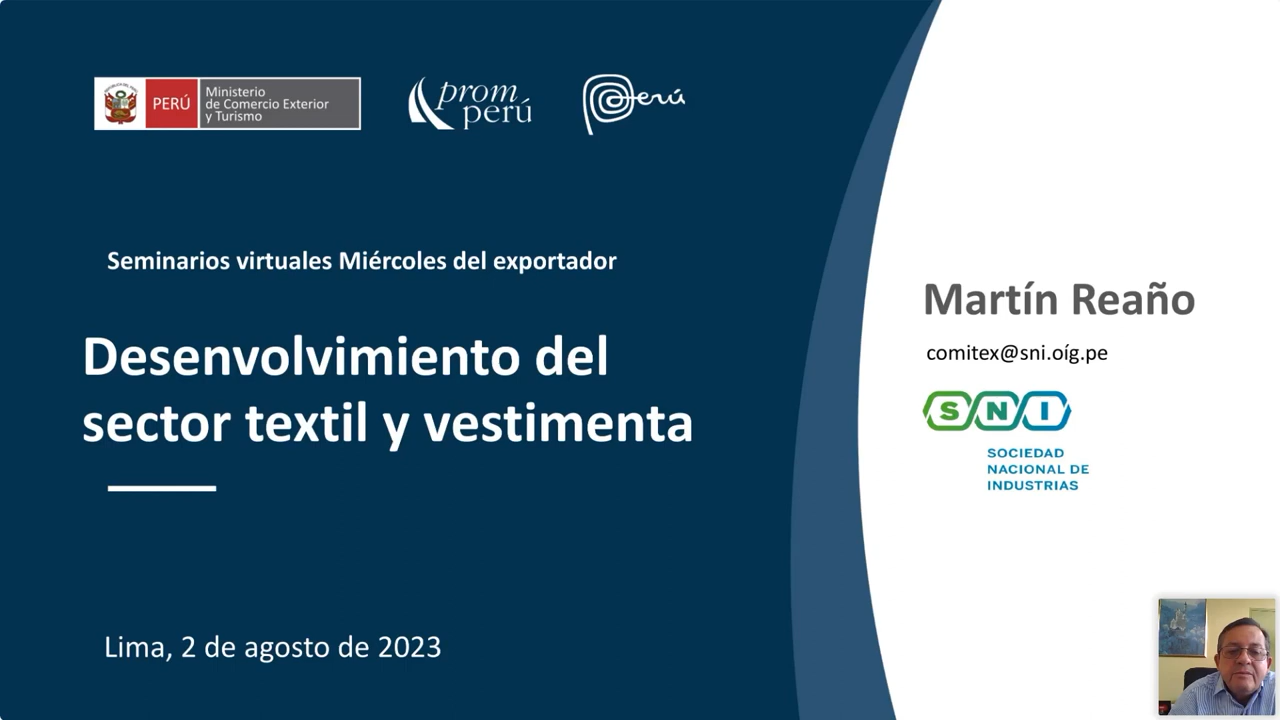 PERÚ
Ministerio
de Comercio Exterior
y Turismo
prom
perú
Perú
Seminarios virtuales Miércoles del exportador
Desenvolvimiento del
sector textil y vestimenta
Lima, 2 de agosto de 2023
Martín Reaño
comitex@sni.oíg.pe
SNI
SOCIEDAD
NACIONAL DE
INDUSTRIAS